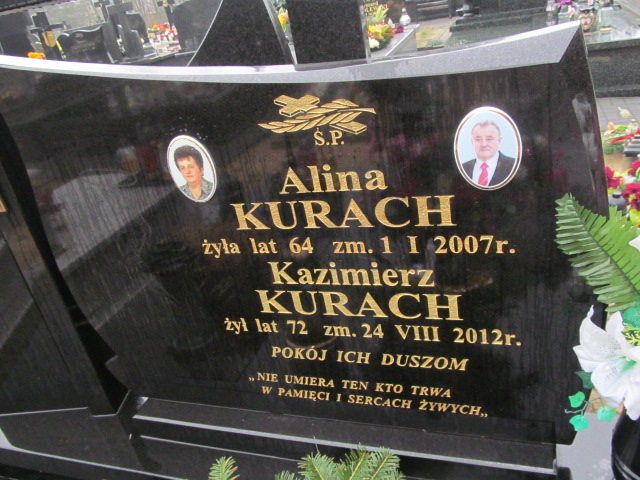 Ś.P.
Alina
KURACH
żyła lat 64 zm. 1 I 2007r.
Kazimierz
KURACH
żył lat 72 zm. 24 VIII 2012r.
POKÓJ ICH DUSZOM
„NIE UMIERA TEN KTO TRWA
W PAMIĘCI I SERCACH ŻYWYCH„